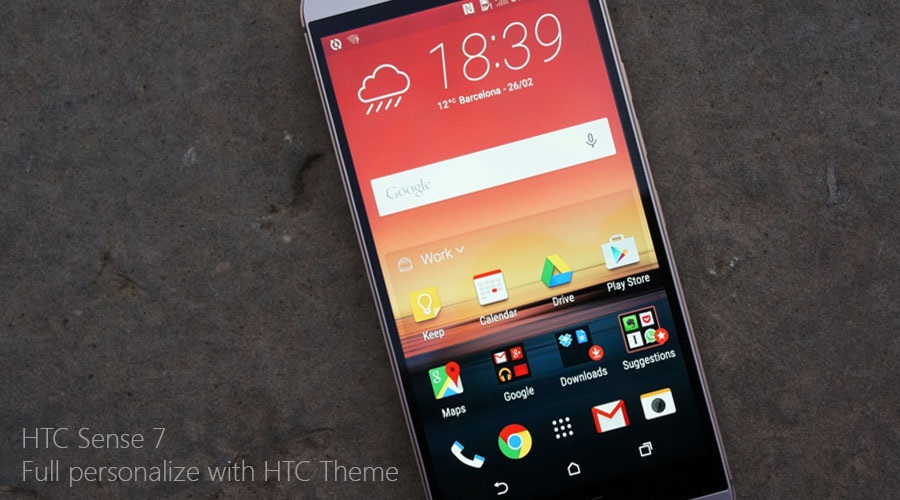 18:39
12°C Barcelona - 26/02
Google
Work
Keep
Calendar
Drive
Play Store
Maps
Google
Downloads
Suggestions
HTC Sense 7
Full personalize with HTC Theme